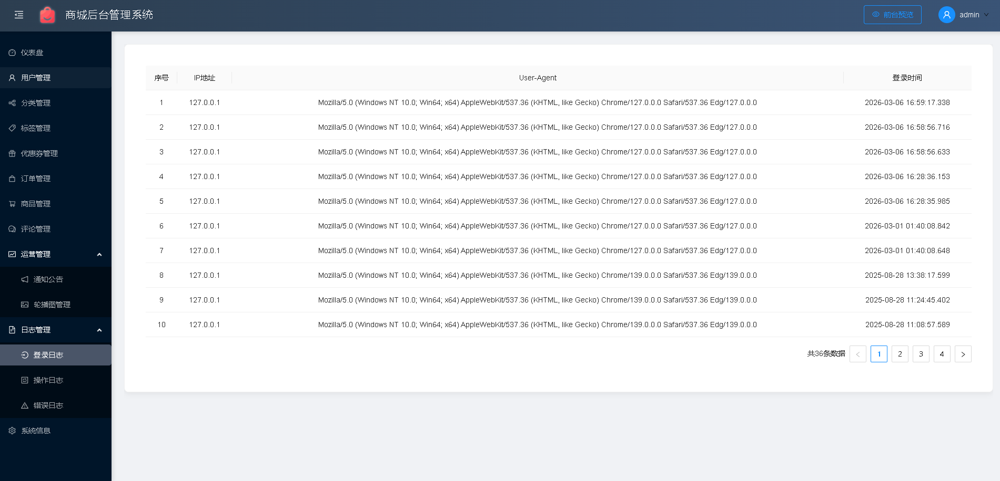 商城后台管理系统
前台预览
admin
仪表盘
用户管理
分类管理
标签管理
优惠券管理
订单管理
商品管理
评论管理
运营管理
通知公告
轮播图管理
日志管理
登录日志
操作日志
错误日志
系统信息
序号 IP地址 User-Agent 登录时间
1 127.0.0.1 Mozilla/5.0 (Windows NT 10.0; Win64; x64) AppleWebKit/537.36 (KHTML, like Gecko) Chrome/127.0.0.0 Safari/537.36 Edg/127.0.0.0 2026-03-06 16:59:17.338
2 127.0.0.1 Mozilla/5.0 (Windows NT 10.0; Win64; x64) AppleWebKit/537.36 (KHTML, like Gecko) Chrome/127.0.0.0 Safari/537.36 Edg/127.0.0.0 2026-03-06 16:58:56.716
3 127.0.0.1 Mozilla/5.0 (Windows NT 10.0; Win64; x64) AppleWebKit/537.36 (KHTML, like Gecko) Chrome/127.0.0.0 Safari/537.36 Edg/127.0.0.0 2026-03-06 16:58:56.633
4 127.0.0.1 Mozilla/5.0 (Windows NT 10.0; Win64; x64) AppleWebKit/537.36 (KHTML, like Gecko) Chrome/127.0.0.0 Safari/537.36 Edg/127.0.0.0 2026-03-06 16:28:36.153
5 127.0.0.1 Mozilla/5.0 (Windows NT 10.0; Win64; x64) AppleWebKit/537.36 (KHTML, like Gecko) Chrome/127.0.0.0 Safari/537.36 Edg/127.0.0.0 2026-03-06 16:28:35.985
6 127.0.0.1 Mozilla/5.0 (Windows NT 10.0; Win64; x64) AppleWebKit/537.36 (KHTML, like Gecko) Chrome/127.0.0.0 Safari/537.36 Edg/127.0.0.0 2026-03-01 01:40:08.842
7 127.0.0.1 Mozilla/5.0 (Windows NT 10.0; Win64; x64) AppleWebKit/537.36 (KHTML, like Gecko) Chrome/127.0.0.0 Safari/537.36 Edg/127.0.0.0 2026-03-01 01:40:08.648
8 127.0.0.1 Mozilla/5.0 (Windows NT 10.0; Win64; x64) AppleWebKit/537.36 (KHTML, like Gecko) Chrome/139.0.0.0 Safari/537.36 Edg/139.0.0.0 2025-08-28 13:38:17.599
9 127.0.0.1 Mozilla/5.0 (Windows NT 10.0; Win64; x64) AppleWebKit/537.36 (KHTML, like Gecko) Chrome/139.0.0.0 Safari/537.36 Edg/139.0.0.0 2025-08-28 11:24:45.402
10 127.0.0.1 Mozilla/5.0 (Windows NT 10.0; Win64; x64) AppleWebKit/537.36 (KHTML, like Gecko) Chrome/139.0.0.0 Safari/537.36 Edg/139.0.0.0 2025-08-28 11:08:57.589
共36条数据 1 2 3 4